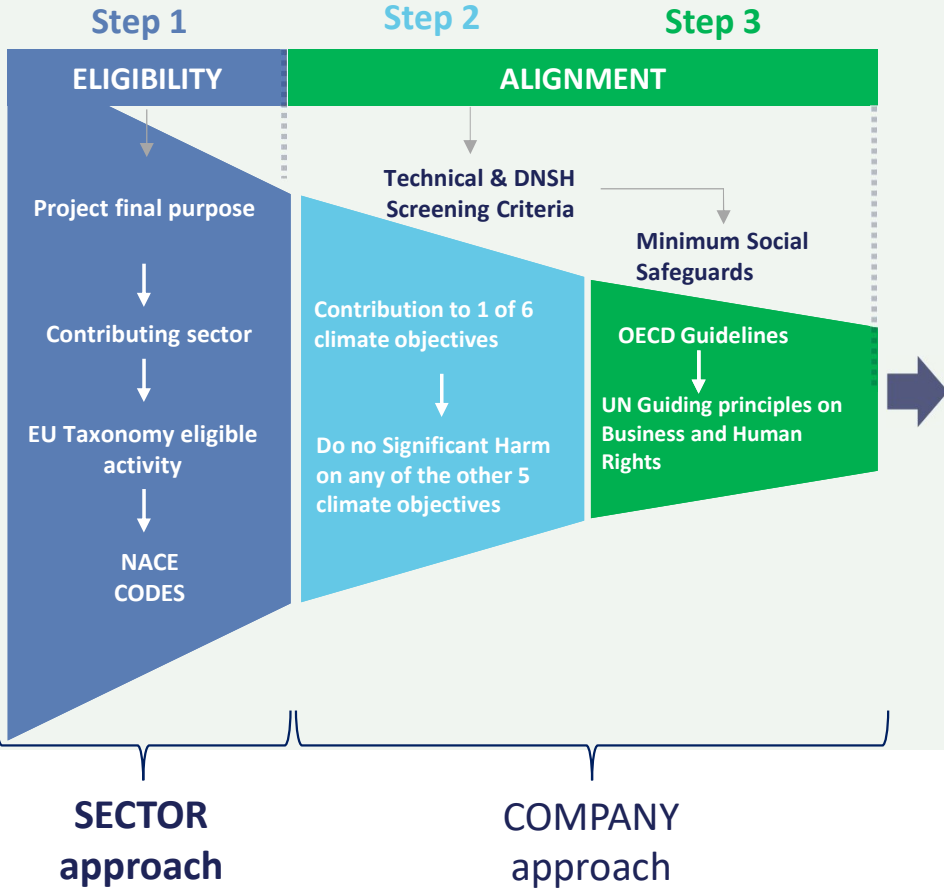 Step 1
Step 2
Step 3
ELIGIBILITY
ALIGNMENT
Project final purpose
Contributing sector
EU Taxonomy eligible
activity
NACE
CODES
Technical & DNSH
Screening Criteria
Contribution to 1 of 6
climate objectives
Do no Significant Harm
on any of the other 5
climate objectives
Minimum Social
Safeguards
OECD Guidelines
UN Guiding principles on
Business and Human
Rights
SECTOR
approach
COMPANY
approach